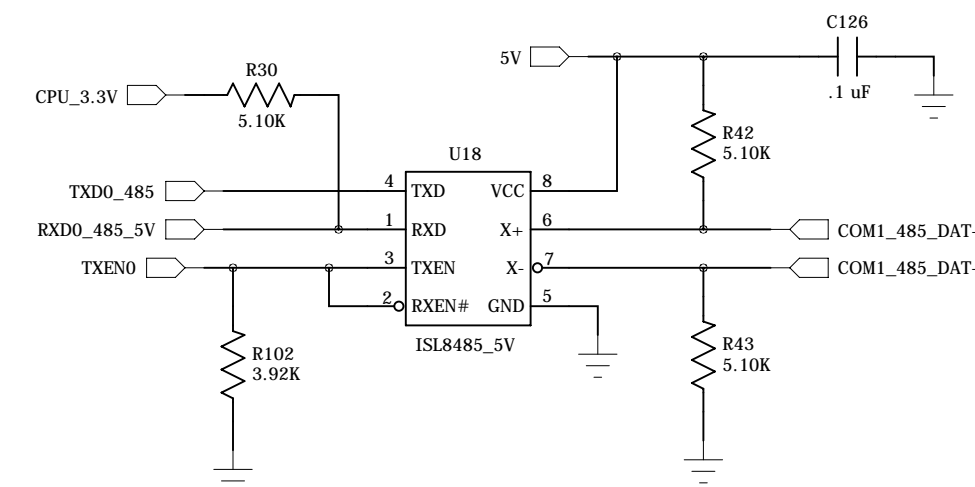 C126
5V
.1 uF
R30
CPU_3.3V
5.10K
R42
5.10K
U18
TXD0_485
4
TXD
VCC
8
RXD0_485_5V
1
RXD
X+
6
COM1_485_DAT-
TXEN0
3
TXEN
X-
7
COM1_485_DAT-
2
RXEN#
GND
5
ISL8485_5V
R43
5.10K
R102
3.92K